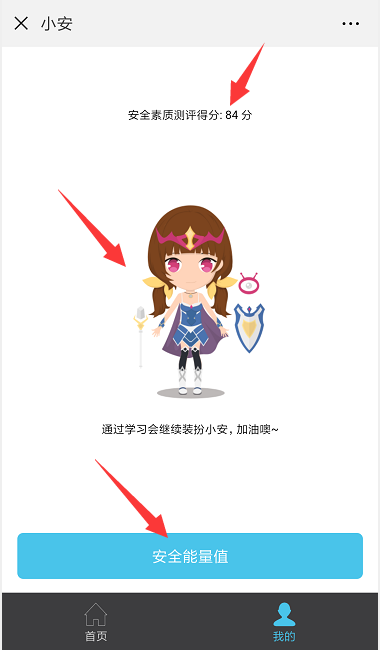 小安
安全素质测评得分: 84 分
通过学习会继续装扮小安，加油噢~
安全能量值
首页
我的